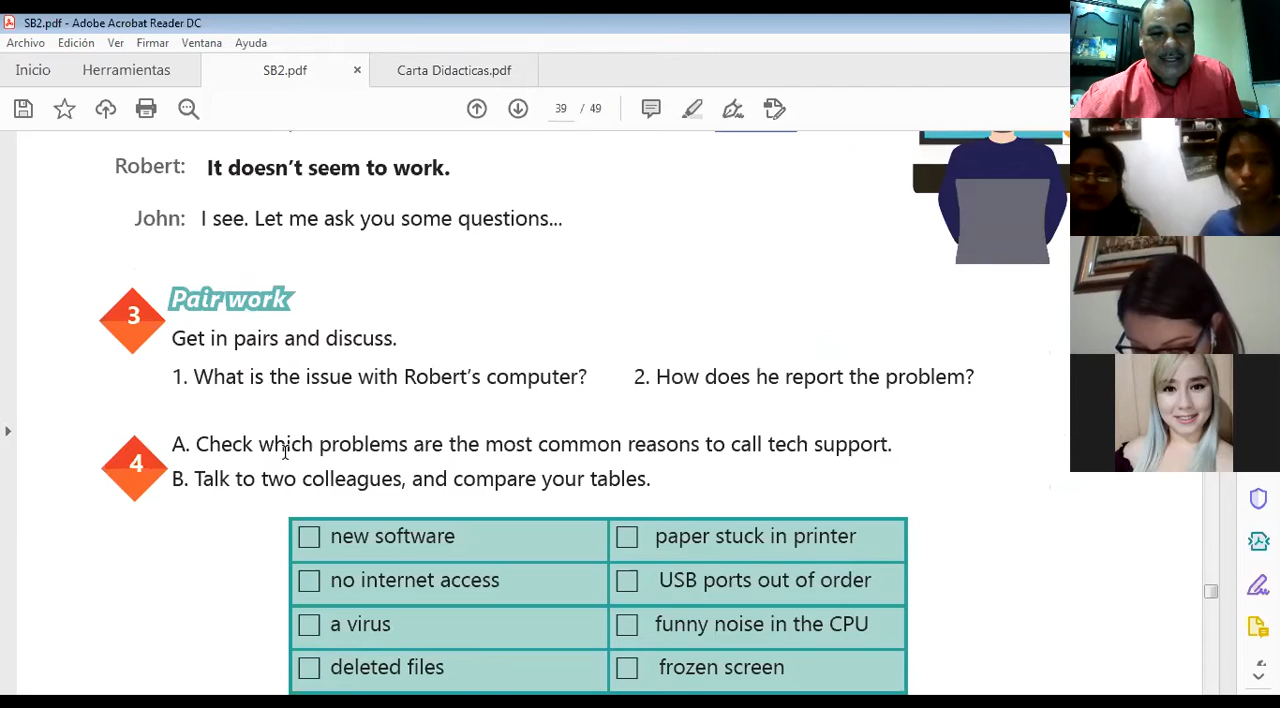 SB2.pdf - Adobe Acrobat Reader DC
Archivo Edición Ver Firmar Ventana Ayuda
Inicio Herramientas SB2.pdf × Carta Didacticas.pdf
39 / 49
Robert: It doesn't seem to work.
John: I see. Let me ask you some questions...
3 Pair work
Get in pairs and discuss.
1. What is the issue with Robert's computer? 2. How does he report the problem?
4 A. Check which problems are the most common reasons to call tech support.
B. Talk to two colleagues, and compare your tables.
new software paper stuck in printer
no internet access USB ports out of order
a virus funny noise in the CPU
deleted files frozen screen